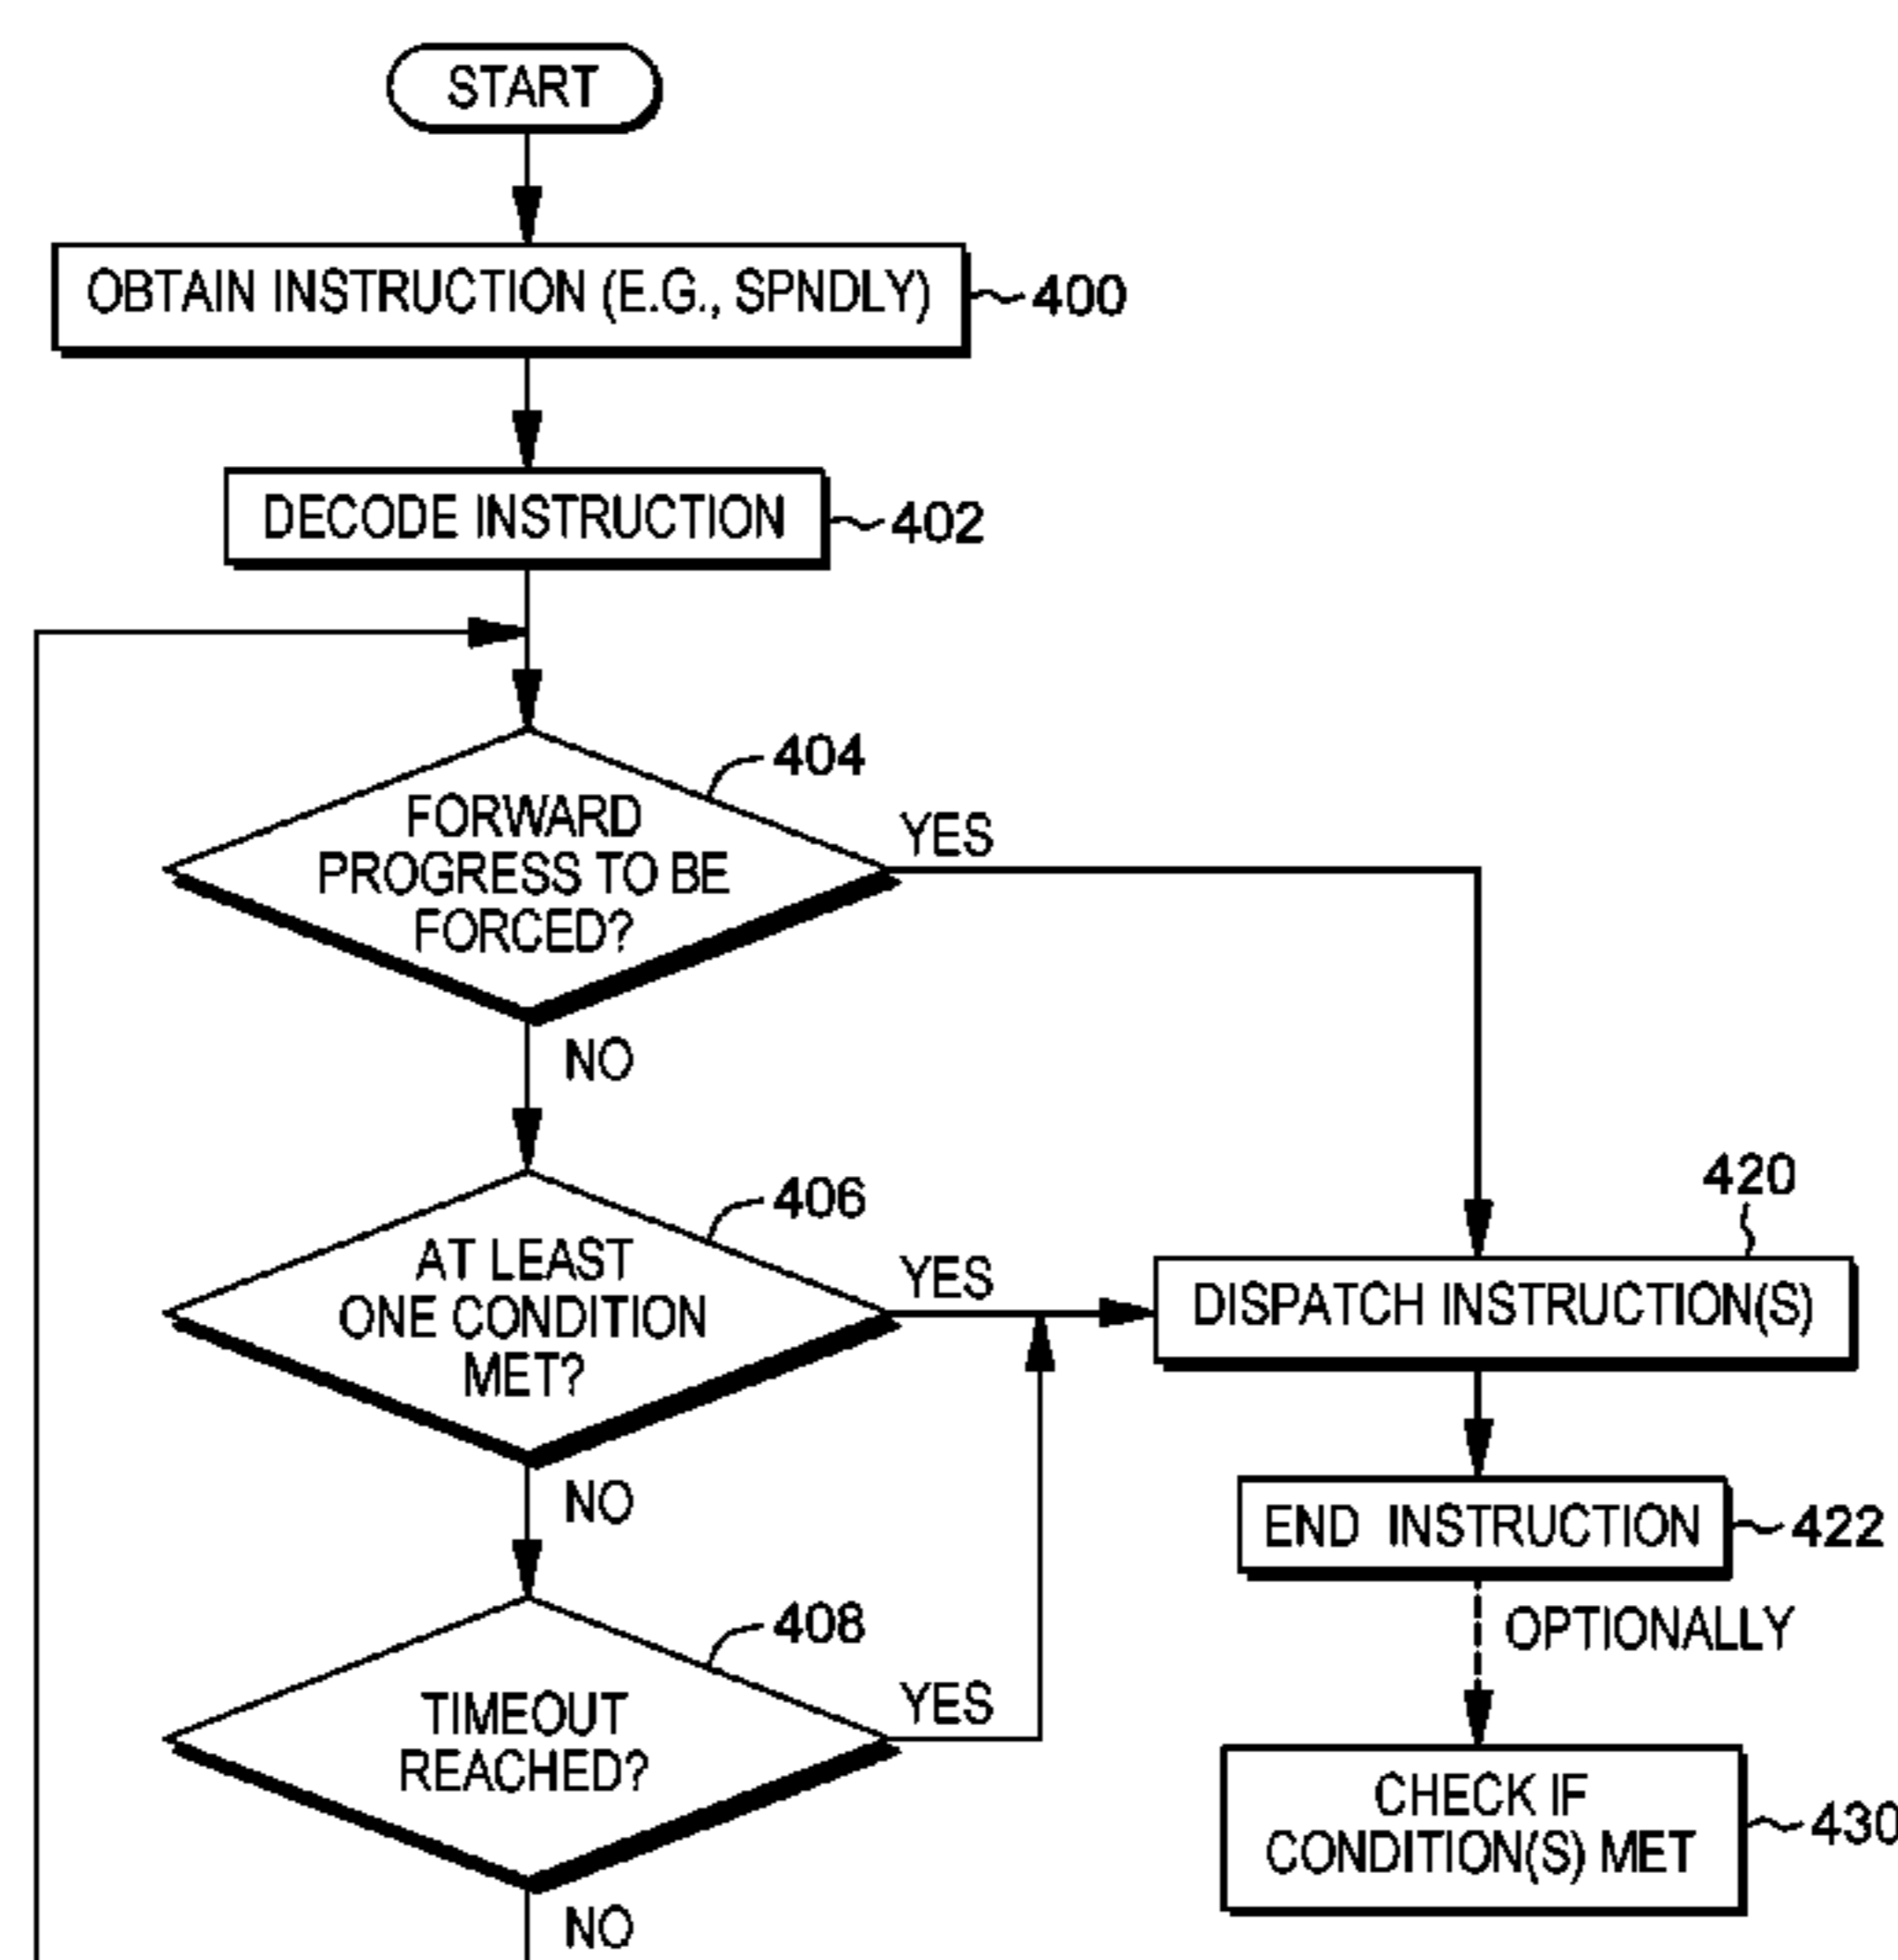 START
OBTAIN INSTRUCTION (E.G., SPNDLY)
400
DECODE INSTRUCTION
402
404
FORWARD
PROGRESS TO BE
FORCED?
YES
NO
406
AT LEAST
ONE CONDITION
MET?
YES
NO
420
DISPATCH INSTRUCTION(S)
END INSTRUCTION
422
OPTIONALLY
408
TIMEOUT
REACHED?
YES
NO
CHECK IF
CONDITION(S) MET
430